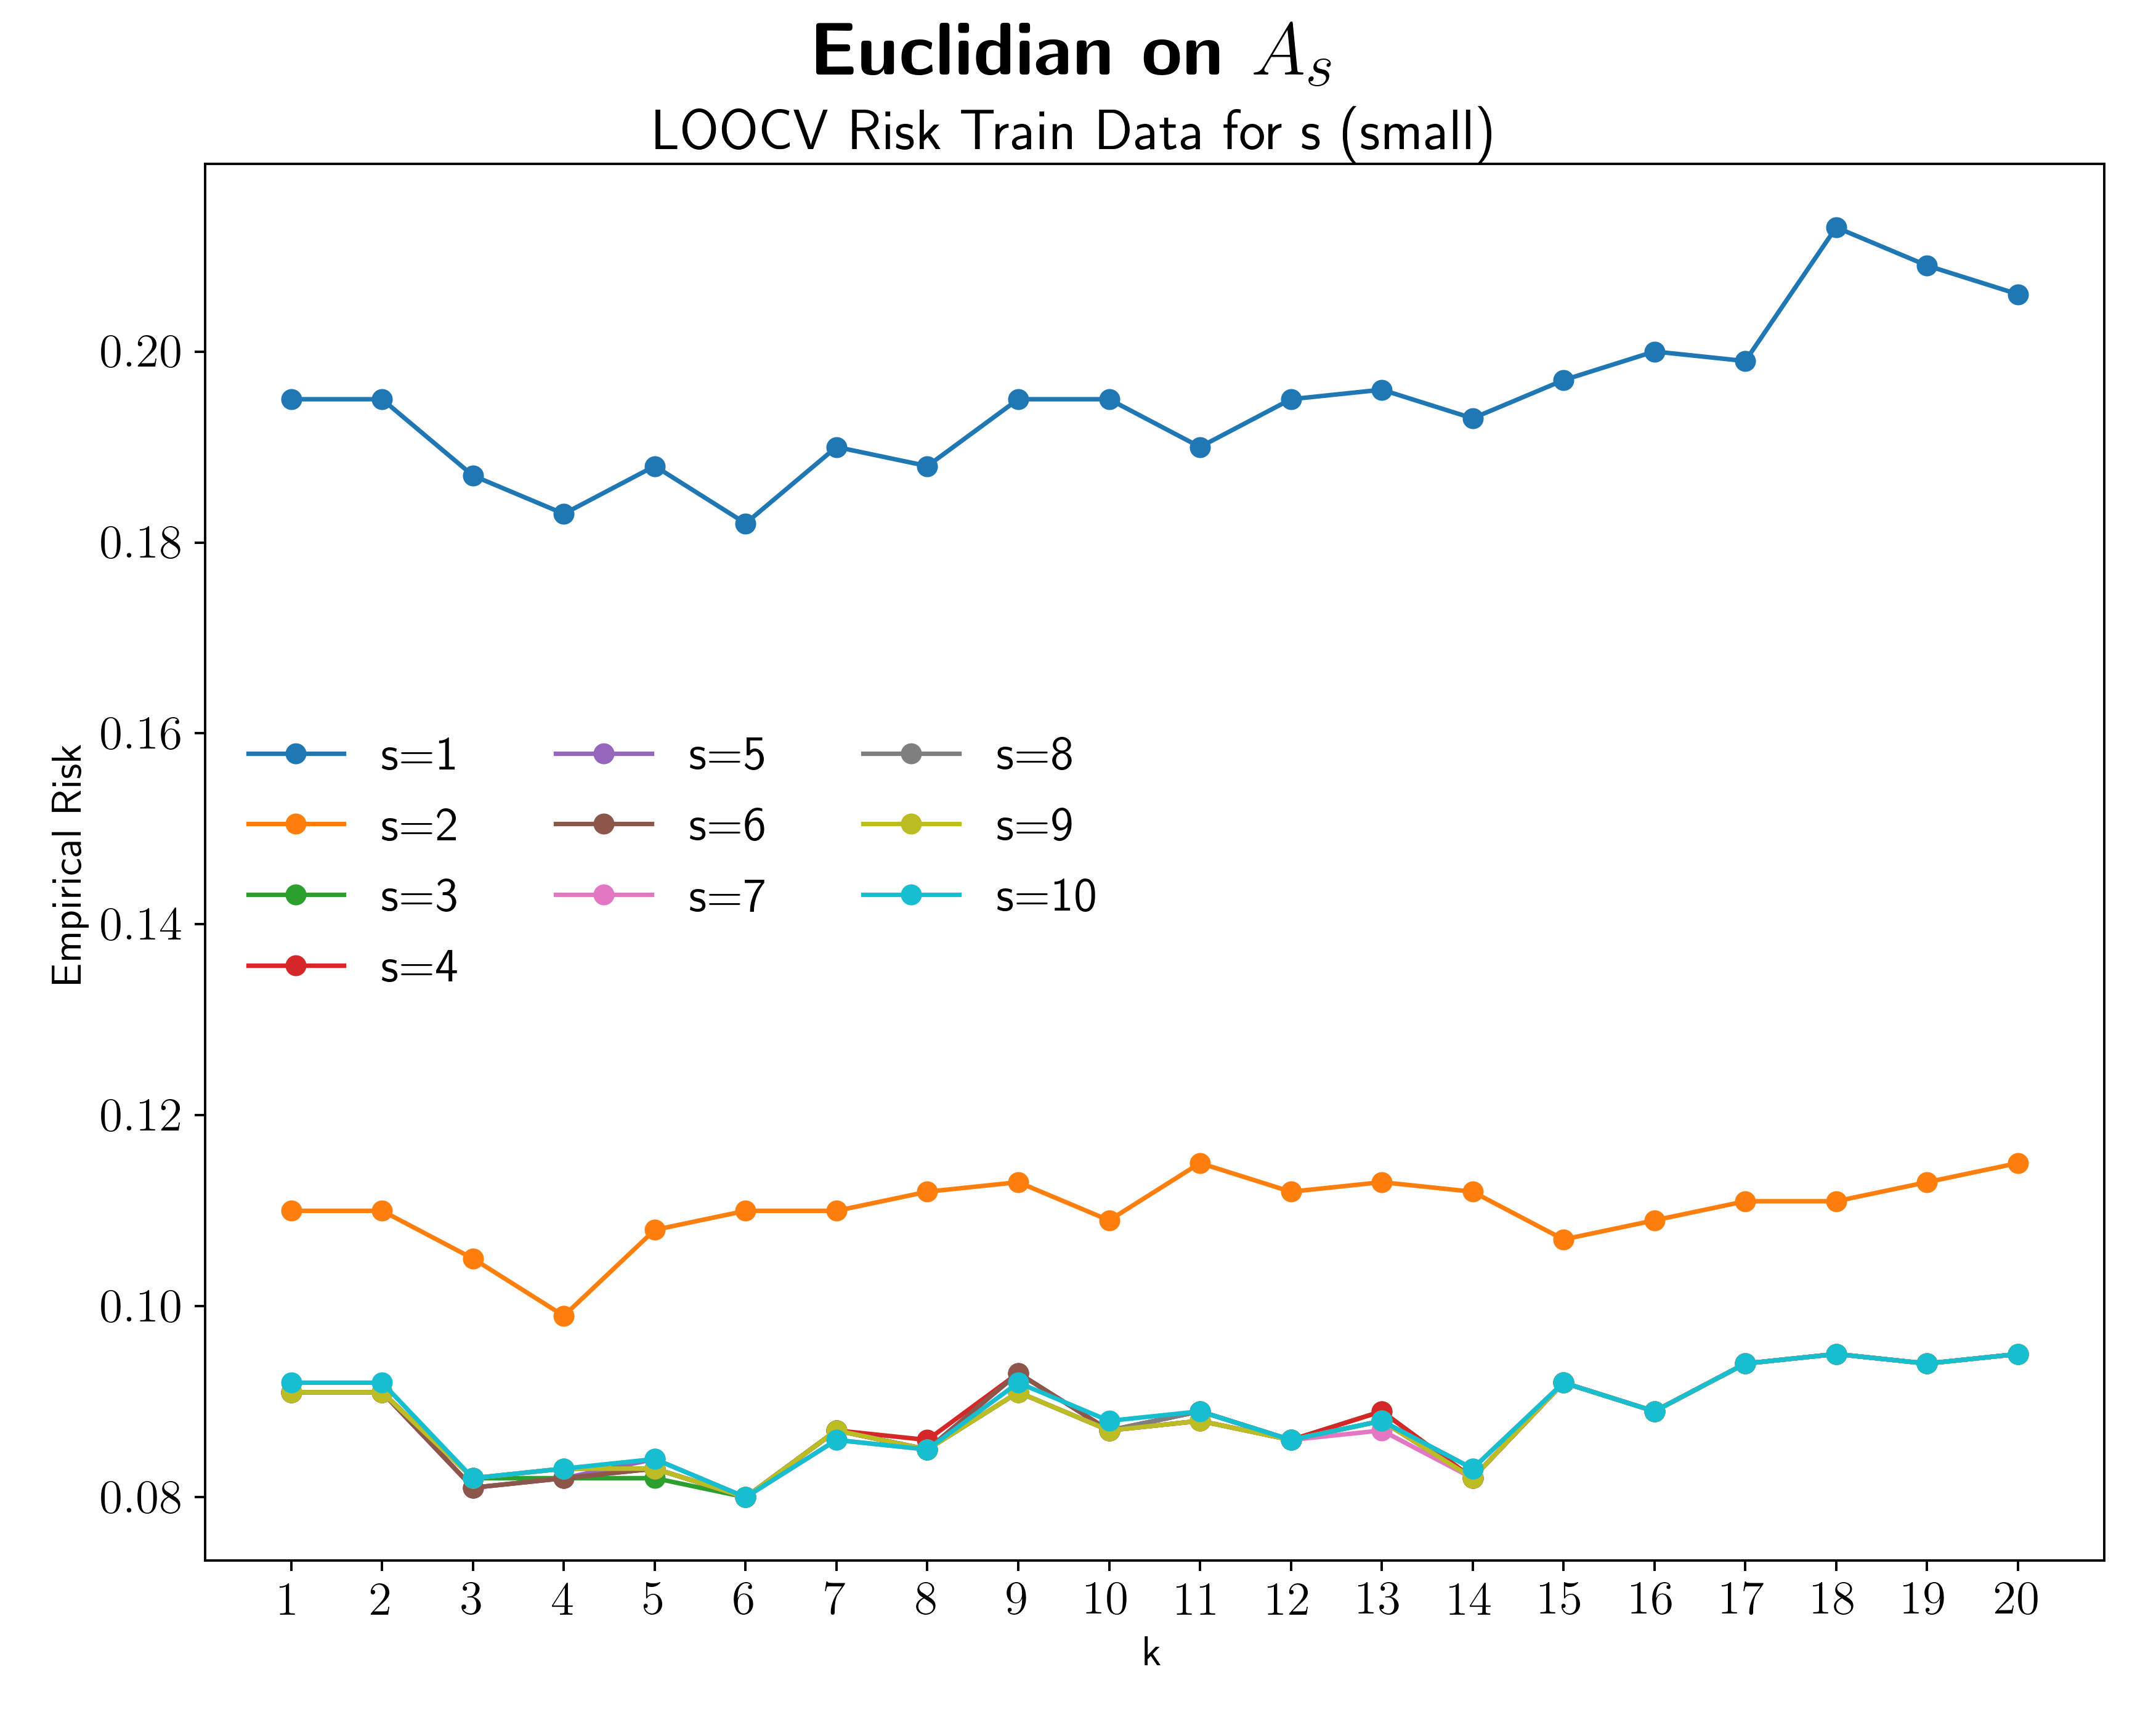 Euclidian on A_s
LOOCV Risk Train Data for s (small)
Empirical Risk
0.20
0.18
0.16
0.14
0.12
0.10
0.08
s=1
s=2
s=3
s=4
s=5
s=6
s=7
s=8
s=9
s=10
1 2 3 4 5 6 7 8 9 10 11 12 13 14 15 16 17 18 19 20
k